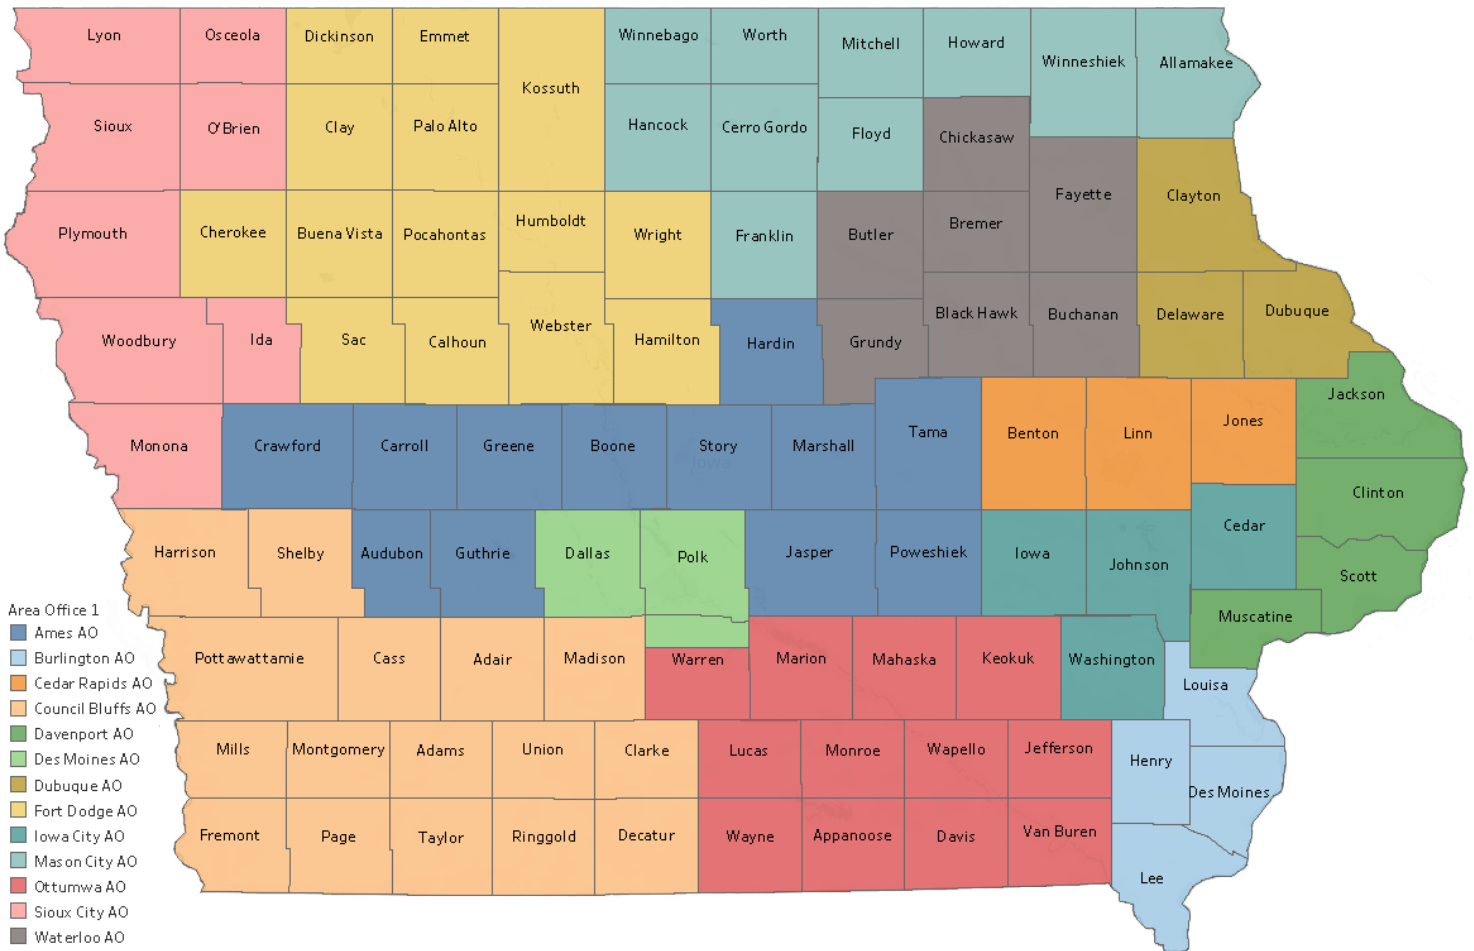 Lyon
Osceola
Dickinson
Emmet
Kossuth
Winnebago
Worth
Mitchell
Howard
Winneshiek
Allamakee
Sioux
O'Brien
Clay
Palo Alto
Hancock
Cerro Gordo
Floyd
Chickasaw
Fayette
Clayton
Plymouth
Cherokee
Buena Vista
Pocahontas
Humboldt
Wright
Franklin
Butler
Bremer
Woodbury
Ida
Sac
Calhoun
Webster
Hamilton
Hardin
Grundy
Black Hawk
Buchanan
Delaware
Dubuque
Monona
Crawford
Carroll
Greene
Boone
Story
Iowa
Marshall
Tama
Benton
Linn
Jones
Jackson
Clinton
Harrison
Shelby
Audubon
Guthrie
Dallas
Polk
Jasper
Poweshiek
Iowa
Johnson
Cedar
Scott
Muscatine
Pottawattamie
Cass
Adair
Madison
Warren
Marion
Mahaska
Keokuk
Washington
Louisa
Mills
Montgomery
Adams
Union
Clarke
Lucas
Monroe
Wapello
Jefferson
Henry
Des Moines
Fremont
Page
Taylor
Ringgold
Decatur
Wayne
Appanoose
Davis
Van Buren
Lee
Area Office 1
Ames AO
Burlington AO
Cedar Rapids AO
Council Bluffs AO
Davenport AO
Des Moines AO
Dubuque AO
Fort Dodge AO
Iowa City AO
Mason City AO
Ottumwa AO
Sioux City AO
Waterloo AO